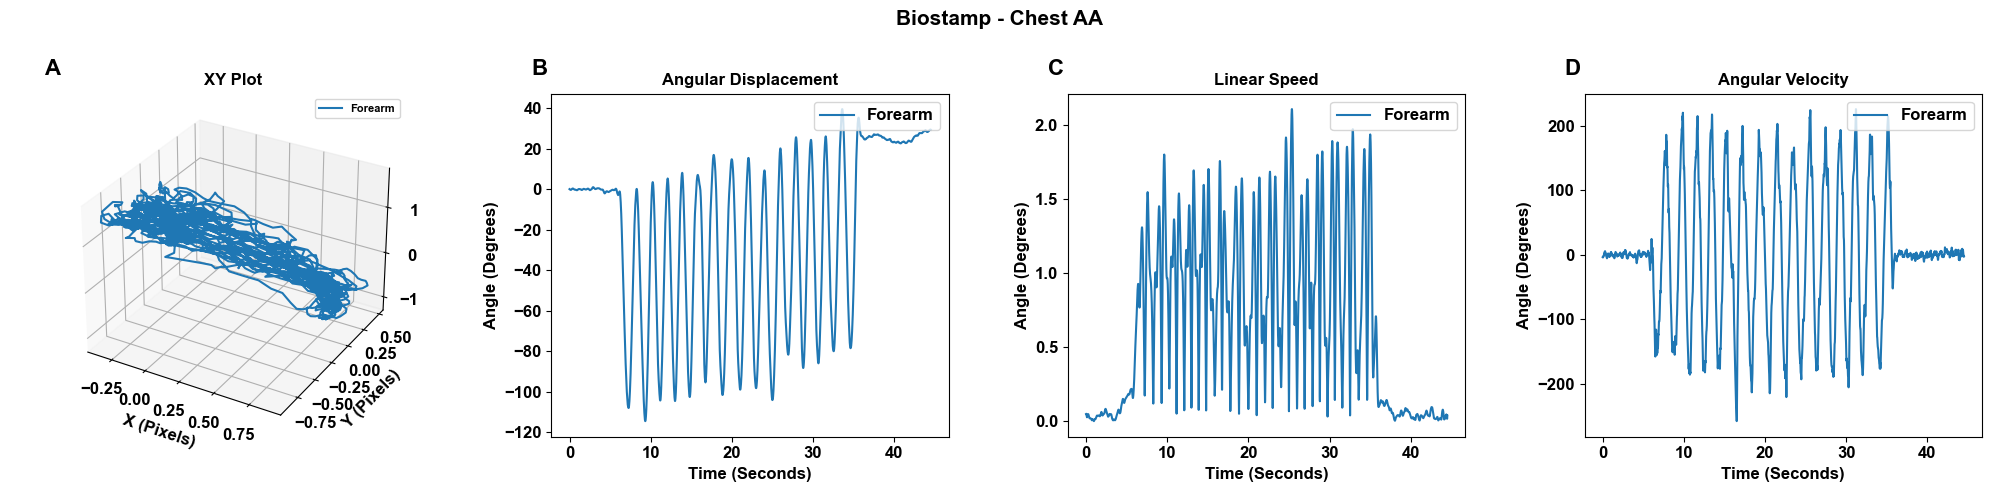 Biostamp - Chest AA
A
XY Plot
Forearm
1
0
−1
0.50
0.25
0.00
−0.25
−0.50
−0.75
Y (Pixels)
−0.25
0.00
0.25
0.50
0.75
X (Pixels)
B
Angular Displacement
Forearm
40
20
0
−20
−40
−60
−80
−100
−120
Angle (Degrees)
0 10 20 30 40
Time (Seconds)
C
Linear Speed
Forearm
2.0
1.5
1.0
0.5
0.0
Angle (Degrees)
0 10 20 30 40
Time (Seconds)
D
Angular Velocity
Forearm
200
100
0
−100
−200
Angle (Degrees)
0 10 20 30 40
Time (Seconds)